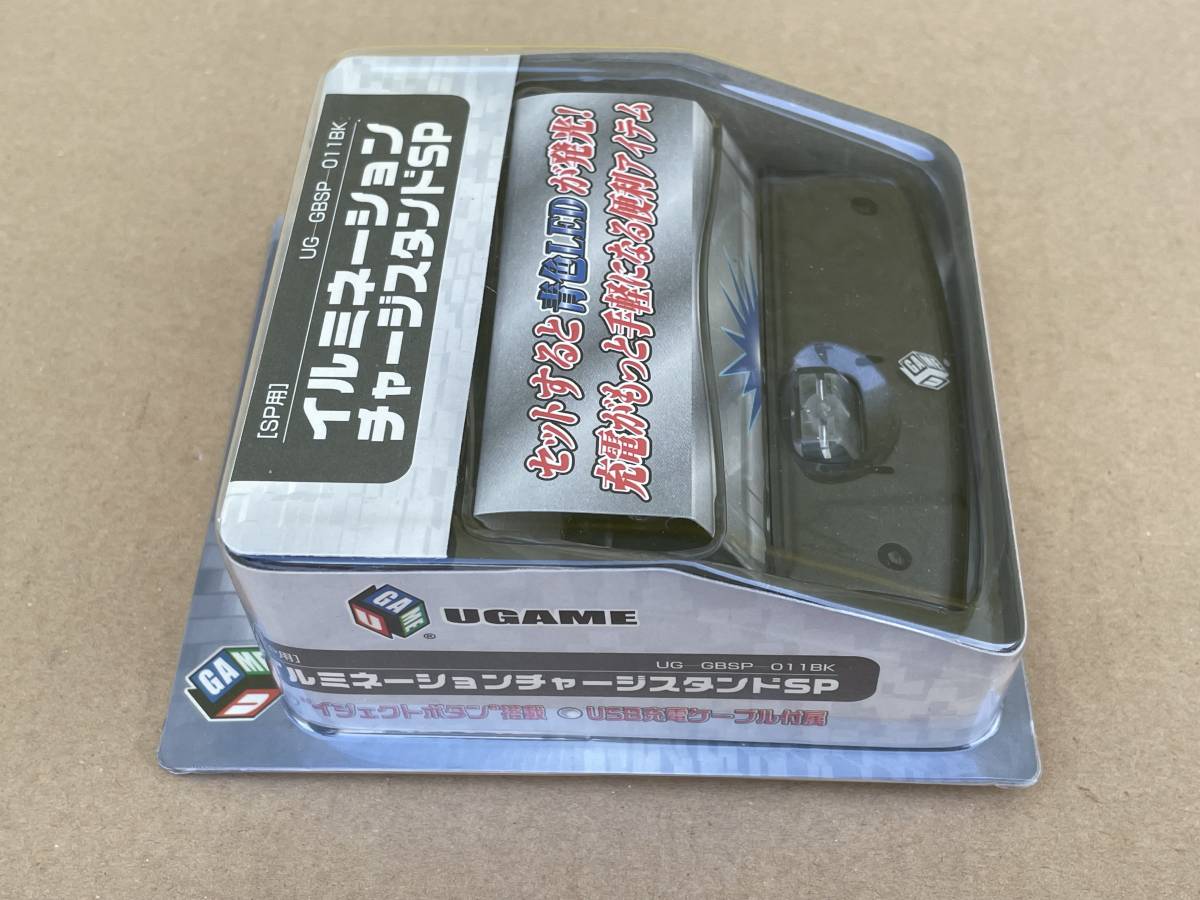 [SP用]
UG-GBSP-011BK
イルミネーション
チャージスタンドSP
セットすると青色LEDが発光!
充電がもっと手軽になる便利アイテム
U GAME
U GAME
®
UGAME
用]
UG-GBSP-011BK
イルミネーションチャージスタンドSP
"イジェクトボタン"搭載 USB充電ケーブル付属
U GAME